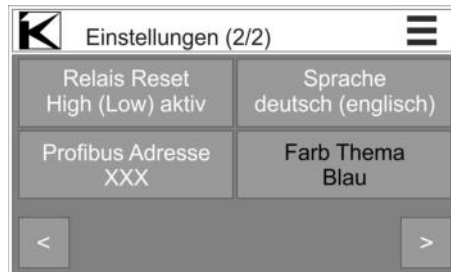 K
Einstellungen (2/2)
Relais Reset
High (Low) aktiv
Sprache
deutsch (englisch)
Profibus Adresse
XXX
Farb Thema
Blau
<
>